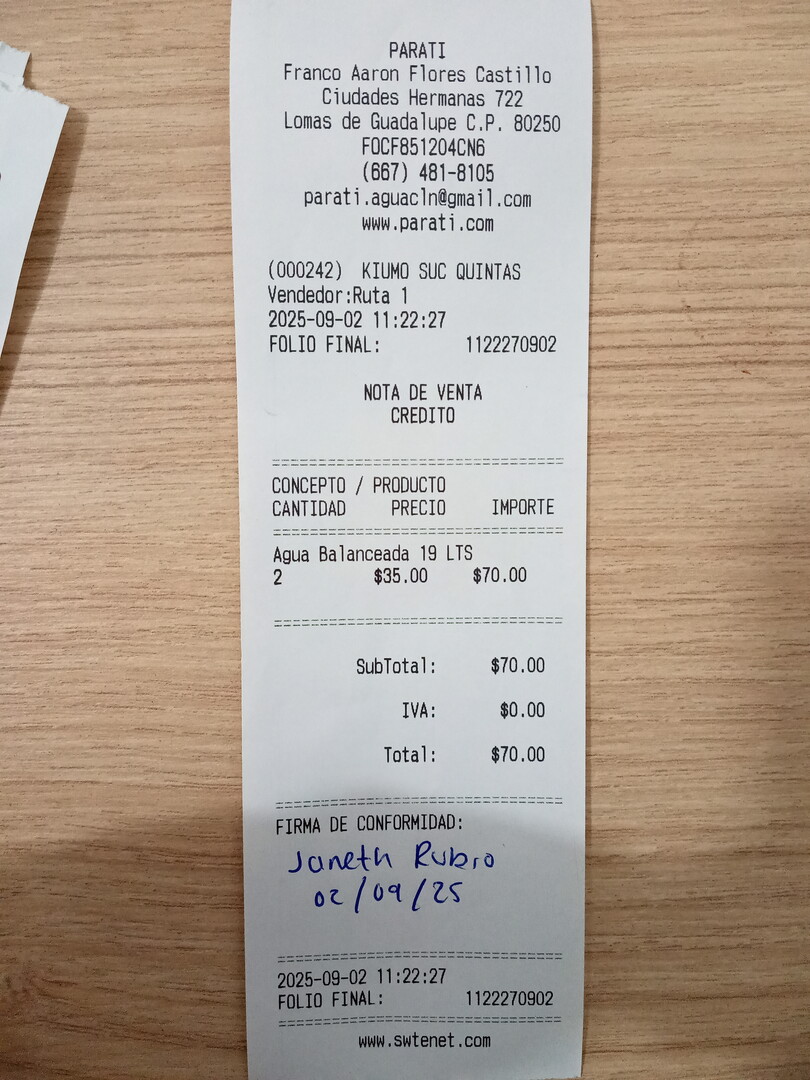 PARATI
Franco Aaron Flores Castillo
Ciudades Hermanas 722
Lomas de Guadalupe C.P. 80250
FOCF851204CN6
(667) 481-8105
parati.aguacln@gmail.com
www.parati.com
(000242) KIUMO SUC QUINTAS
Vendedor:Ruta 1
2025-09-02 11:22:27
FOLIO FINAL: 1122270902
NOTA DE VENTA
CREDITO
CONCEPTO / PRODUCTO
CANTIDAD PRECIO IMPORTE
Agua Balanceada 19 LTS
2 $35.00 $70.00
SubTotal: $70.00
IVA: $0.00
Total: $70.00
FIRMA DE CONFORMIDAD:
Janeth Rubio
02/09/25
2025-09-02 11:22:27
FOLIO FINAL: 1122270902
www.swtenet.com